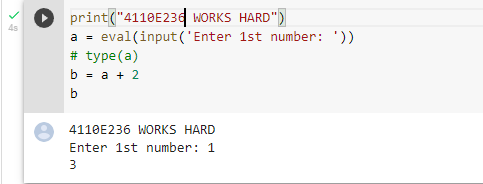 4s
print("4110E236 WORKS HARD")
a = eval(input('Enter 1st number: '))
# type(a)
b = a + 2
b
4110E236 WORKS HARD
Enter 1st number: 1
3